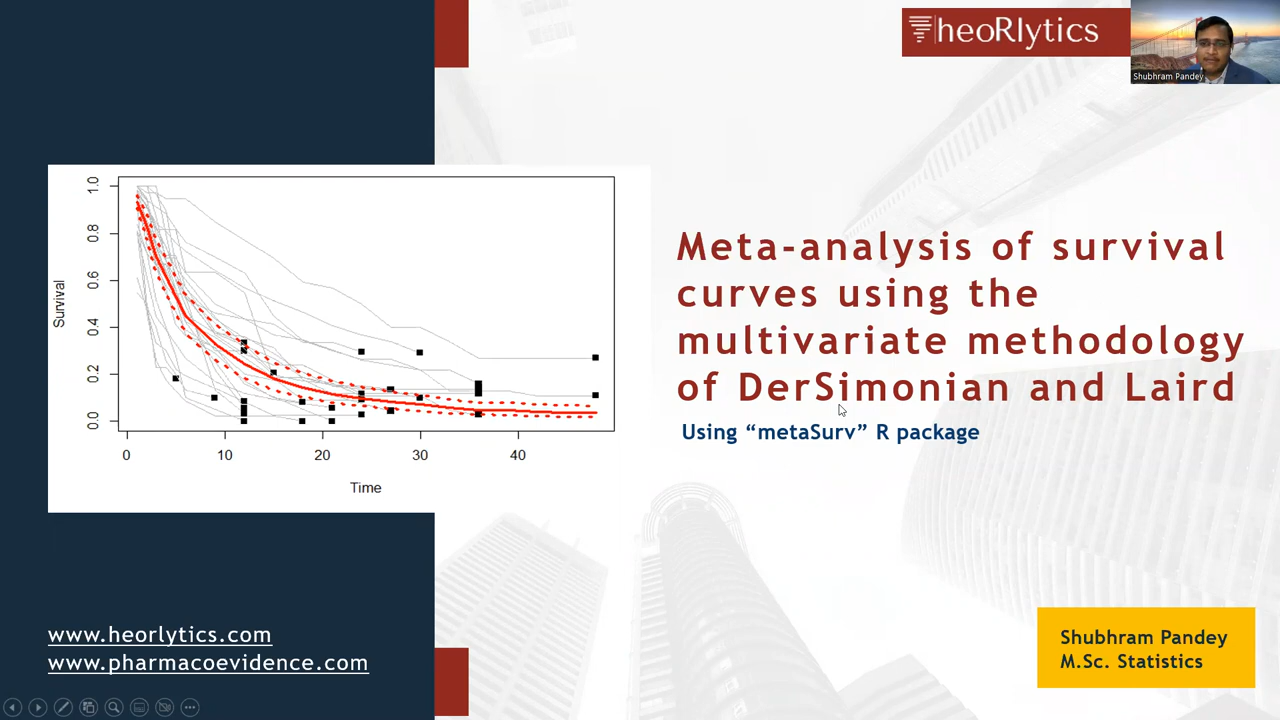 heoRlytics
Shubhram Pandey
1.0
0.8
0.6
0.4
0.2
0.0
Survival
0
10
20
30
40
Time
Meta-analysis of survival
curves using the
multivariate methodology
of DerSimonian and Laird
Using “metaSurv” R package
www.heorlytics.com
www.pharmacoevidence.com
Shubhram Pandey
M.Sc. Statistics